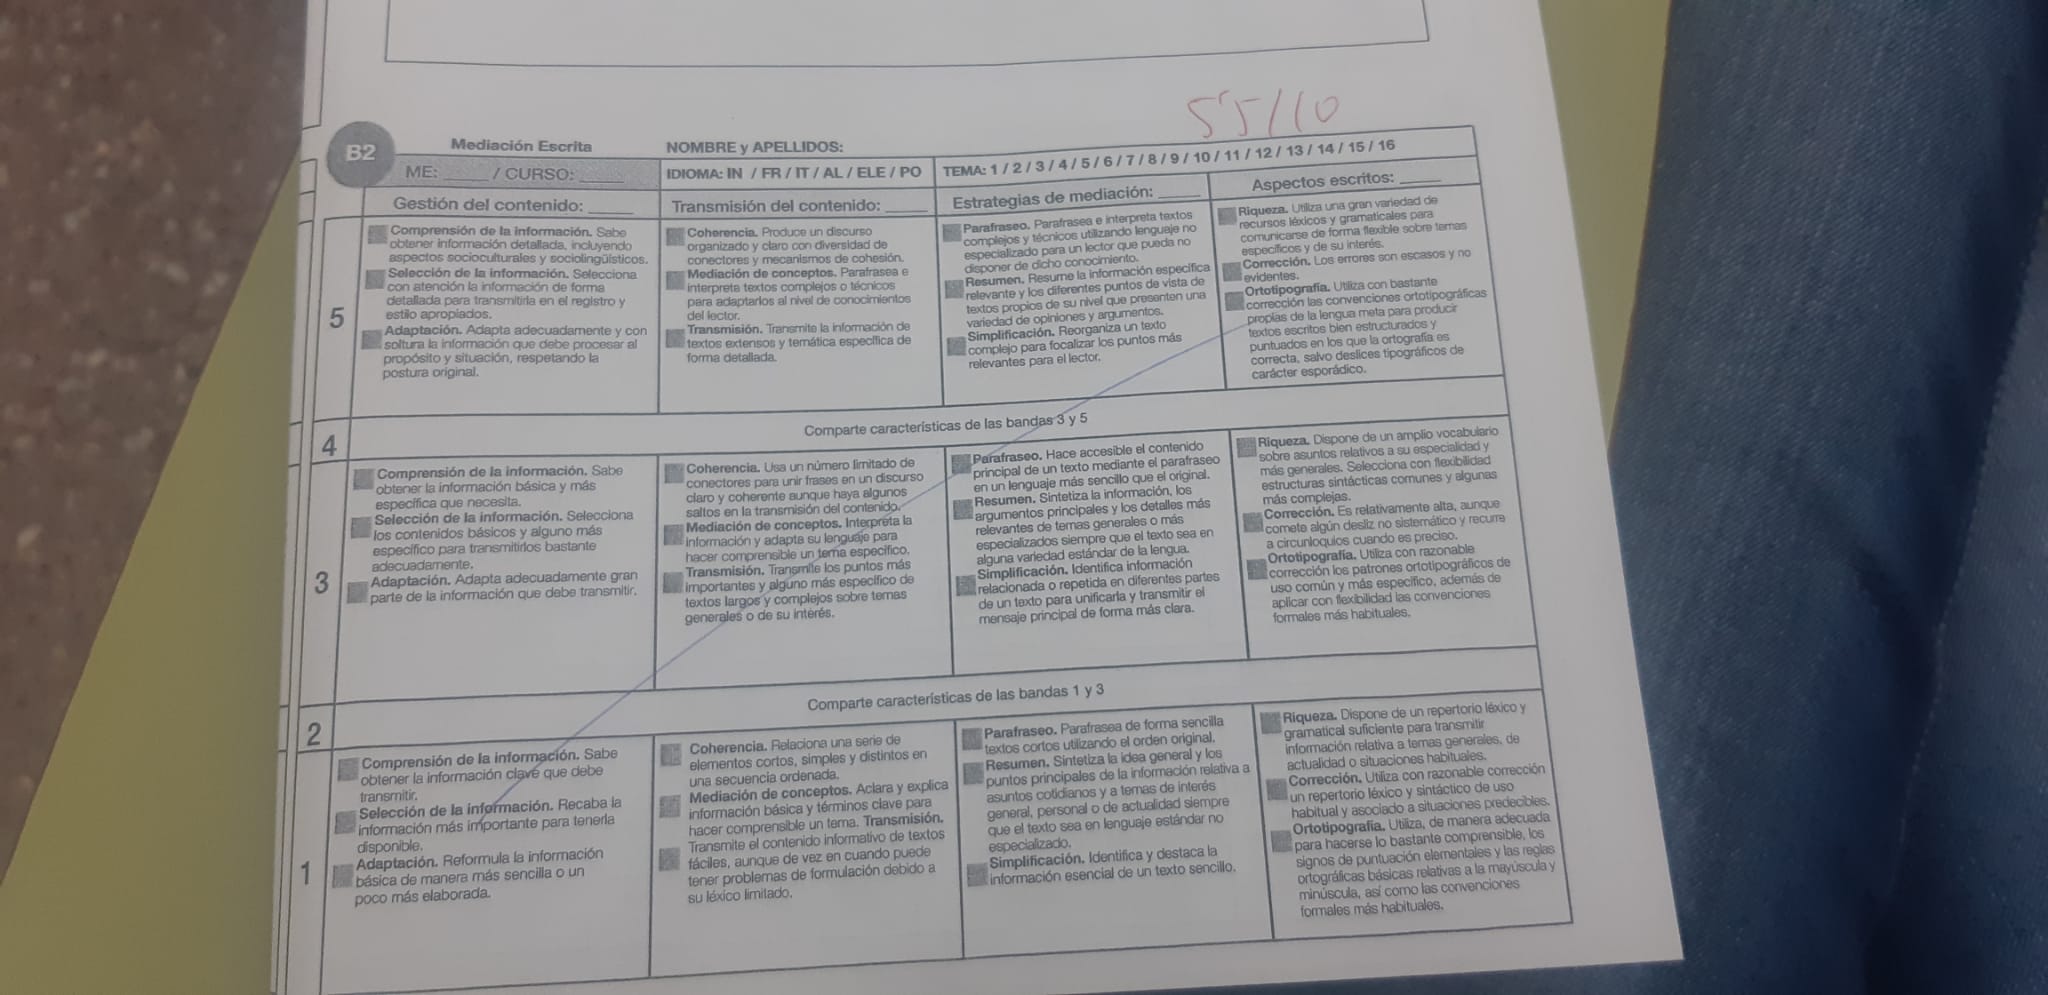 5'5/10
B2
Mediación Escrita
NOMBRE y APELLIDOS:
ME: _____ / CURSO: _____
IDIOMA: IN / FR / IT / AL / ELE / PO
TEMA: 1 / 2 / 3 / 4 / 5 / 6 / 7 / 8 / 9 / 10 / 11 / 12 / 13 / 14 / 15 / 16
Gestión del contenido: _____
Transmisión del contenido: _____
Estrategias de mediación: _____
Aspectos escritos: _____
5
Comprensión de la información. Sabe
obtener información detallada, incluyendo
aspectos socioculturales y sociolingüísticos.
Selección de la información. Selecciona
con atención la información de forma
detallada para transmitirla en el registro y
estilo apropiados.
Adaptación. Adapta adecuadamente y con
soltura la información que debe procesar al
propósito y situación, respetando la
postura original.
Coherencia. Produce un discurso
organizado y claro con diversidad de
conectores y mecanismos de cohesión.
Mediación de conceptos. Parafrasea e
interpreta textos complejos o técnicos
para adaptarlos al nivel de conocimientos
del lector.
Transmisión. Transmite la información de
textos extensos y temática específica de
forma detallada.
Parafraseo. Parafrasea e interpreta textos
complejos y técnicos utilizando lenguaje no
especializado para un lector que pueda no
disponer de dicho conocimiento.
Resumen. Resume la información específica
relevante y los diferentes puntos de vista de
textos propios de su nivel que presenten una
variedad de opiniones y argumentos.
Simplificación. Reorganiza un texto
complejo para focalizar los puntos más
relevantes para el lector.
Riqueza. Utiliza una gran variedad de
recursos léxicos y gramaticales para
comunicarse de forma flexible sobre temas
específicos y de su interés.
Corrección. Los errores son escasos y no
evidentes.
Ortotipografía. Utiliza con bastante
corrección las convenciones ortotipográficas
propias de la lengua meta para producir
textos escritos bien estructurados y
puntuados en los que la ortografía es
correcta, salvo deslices tipográficos de
carácter esporádico.
4
Comparte características de las bandas 3 y 5
3
Comprensión de la información. Sabe
obtener la información básica y más
específica que necesita.
Selección de la información. Selecciona
los contenidos básicos y alguno más
específico para transmitirlos bastante
adecuadamente.
Adaptación. Adapta adecuadamente gran
parte de la información que debe transmitir.
Coherencia. Usa un número limitado de
conectores para unir frases en un discurso
claro y coherente aunque haya algunos
saltos en la transmisión del contenido.
Mediación de conceptos. Interpreta la
información y adapta su lenguaje para
hacer comprensible un tema específico.
Transmisión. Transmite los puntos más
importantes y alguno más específico de
textos largos y complejos sobre temas
generales o de su interés.
Parafraseo. Hace accesible el contenido
principal de un texto mediante el parafraseo
en un lenguaje más sencillo que el original.
Resumen. Sintetiza la información, los
argumentos principales y los detalles más
relevantes de temas generales o más
especializados siempre que el texto sea en
alguna variedad estándar de la lengua.
Simplificación. Identifica información
relacionada o repetida en diferentes partes
de un texto para unificarla y transmitir el
mensaje principal de forma más clara.
Riqueza. Dispone de un amplio vocabulario
sobre asuntos relativos a su especialidad y
más generales. Selecciona con flexibilidad
estructuras sintácticas comunes y algunas
más complejas.
Corrección. Es relativamente alta, aunque
comete algún desliz no sistemático y recurre
a circunloquios cuando es preciso.
Ortotipografía. Utiliza con razonable
corrección los patrones ortotipográficos de
uso común y más específico, además de
aplicar con flexibilidad las convenciones
formales más habituales.
2
Comparte características de las bandas 1 y 3
1
Comprensión de la información. Sabe
obtener la información clave que debe
transmitir.
Selección de la información. Recaba la
información más importante para tenerla
disponible.
Adaptación. Reformula la información
básica de manera más sencilla o un
poco más elaborada.
Coherencia. Relaciona una serie de
elementos cortos, simples y distintos en
una secuencia ordenada.
Mediación de conceptos. Aclara y explica
información básica y términos clave para
hacer comprensible un tema. Transmisión.
Transmite el contenido informativo de textos
fáciles, aunque de vez en cuando puede
tener problemas de formulación debido a
su léxico limitado.
Parafraseo. Parafrasea de forma sencilla
textos cortos utilizando el orden original.
Resumen. Sintetiza la idea general y los
puntos principales de la información relativa a
asuntos cotidianos y a temas de interés
general, personal o de actualidad siempre
que el texto sea en lenguaje estándar no
especializado.
Simplificación. Identifica y destaca la
información esencial de un texto sencillo.
Riqueza. Dispone de un repertorio léxico y
gramatical suficiente para transmitir
información relativa a temas generales, de
actualidad o situaciones habituales.
Corrección. Utiliza con razonable corrección
un repertorio léxico y sintáctico de uso
habitual y asociado a situaciones predecibles.
Ortotipografía. Utiliza, de manera adecuada
para hacerse lo bastante comprensible, los
signos de puntuación elementales y las reglas
ortográficas básicas relativas a la mayúscula y
minúscula, así como las convenciones
formales más habituales.